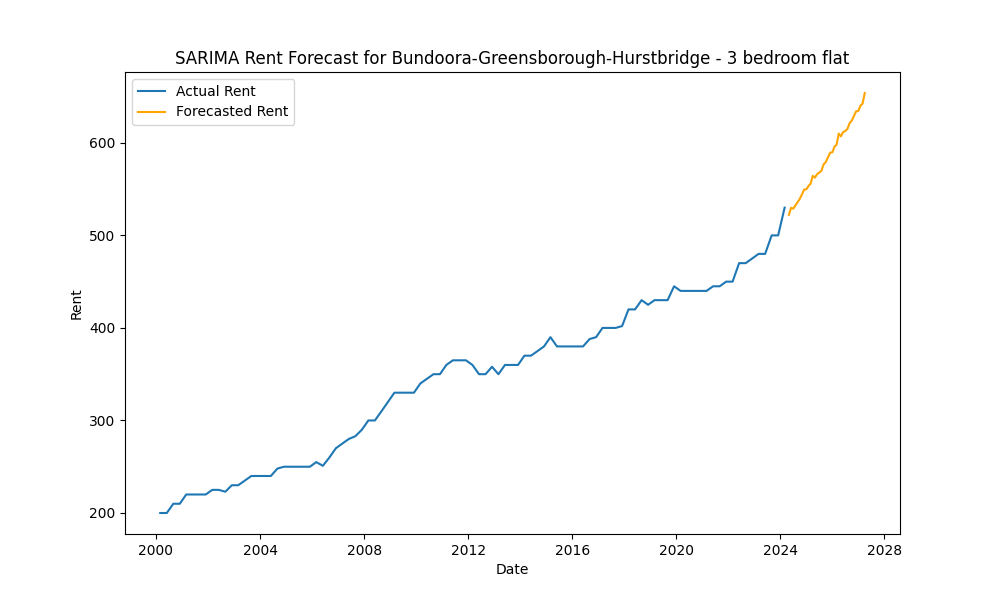 SARIMA Rent Forecast for Bundoora-Greensborough-Hurstbridge - 3 bedroom flat
Actual Rent
Forecasted Rent
600
500
400
300
200
Rent
2000 2004 2008 2012 2016 2020 2024 2028
Date